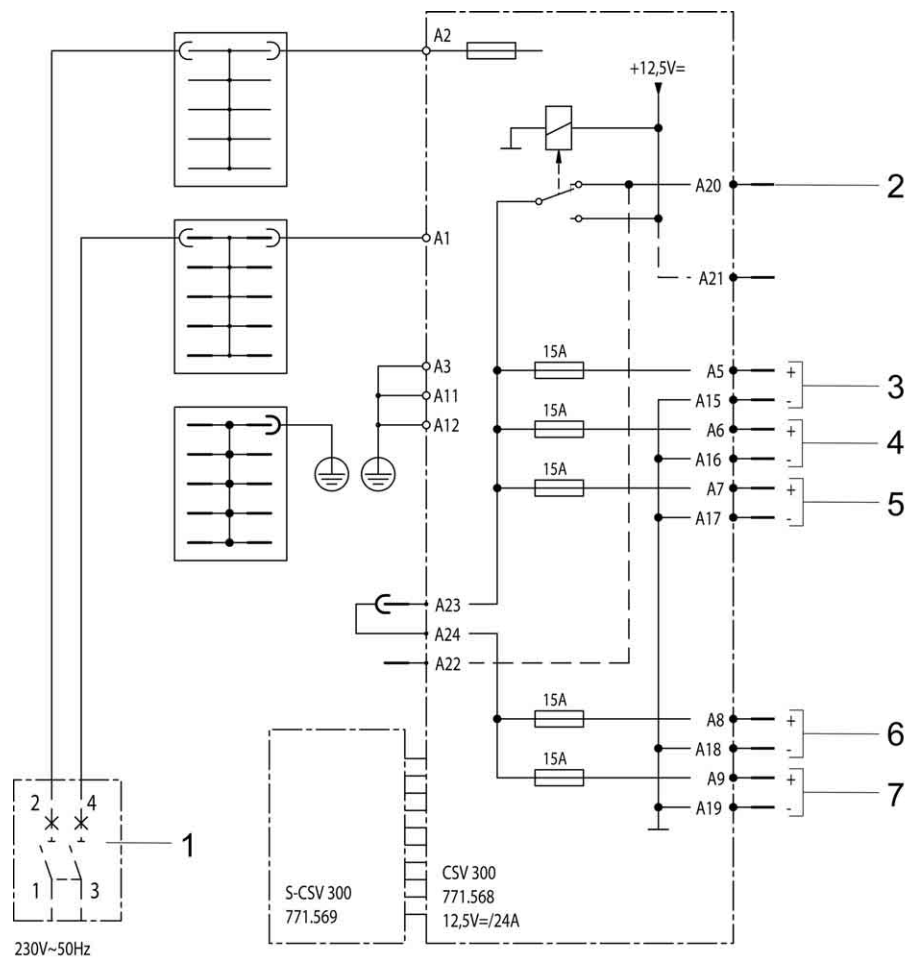 A2
+12,5V=
A20
2
A1
A21
15A
A3
A5
+
3
A11
A15
-
A12
15A
A6
+
4
A16
-
15A
A7
+
5
A17
-
A23
A24
A22
15A
A8
+
6
A18
-
15A
A9
+
7
A19
-
2
4
1
1
3
S-CSV 300
771.569
CSV 300
771.568
12,5V=/24A
230V~50Hz